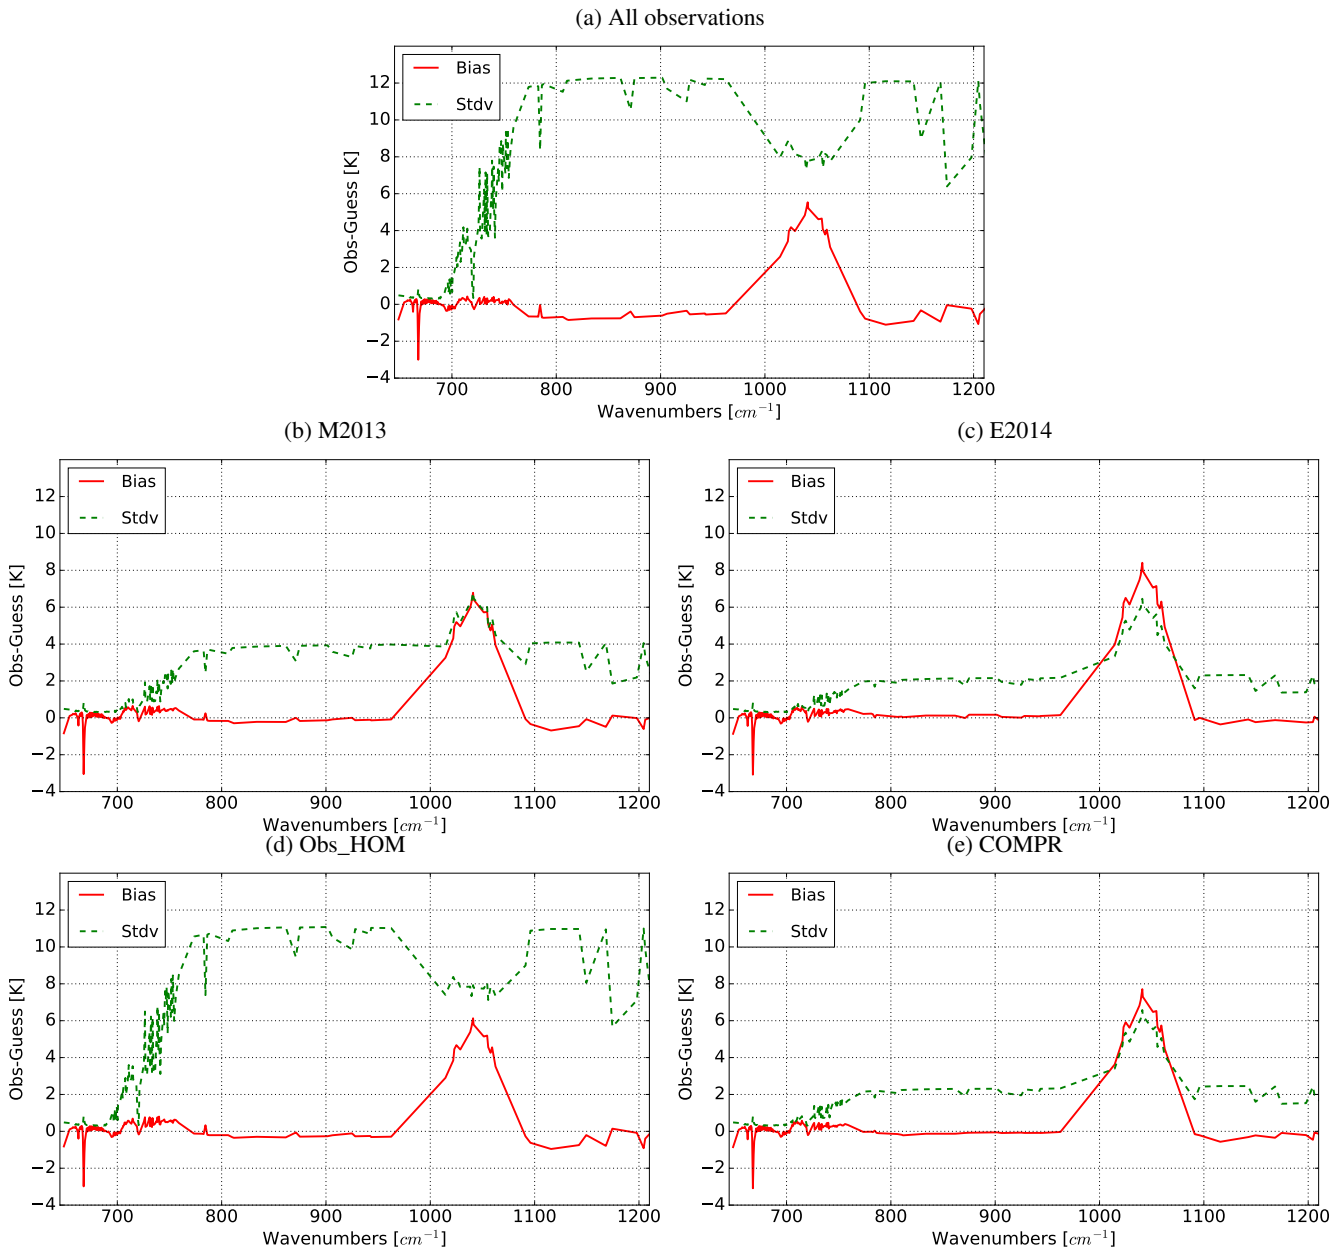 (a) All observations
Bias
Stdv
12
10
8
6
4
2
0
−2
−4
Obs-Guess [K]
700 800 900 1000 1100 1200
Wavenumbers [cm⁻¹]
(b) M2013
Bias
Stdv
12
10
8
6
4
2
0
−2
−4
Obs-Guess [K]
700 800 900 1000 1100 1200
Wavenumbers [cm⁻¹]
(c) E2014
Bias
Stdv
12
10
8
6
4
2
0
−2
−4
Obs-Guess [K]
700 800 900 1000 1100 1200
Wavenumbers [cm⁻¹]
(d) Obs_HOM
Bias
Stdv
12
10
8
6
4
2
0
−2
−4
Obs-Guess [K]
700 800 900 1000 1100 1200
Wavenumbers [cm⁻¹]
(e) COMPR
Bias
Stdv
12
10
8
6
4
2
0
−2
−4
Obs-Guess [K]
700 800 900 1000 1100 1200
Wavenumbers [cm⁻¹]